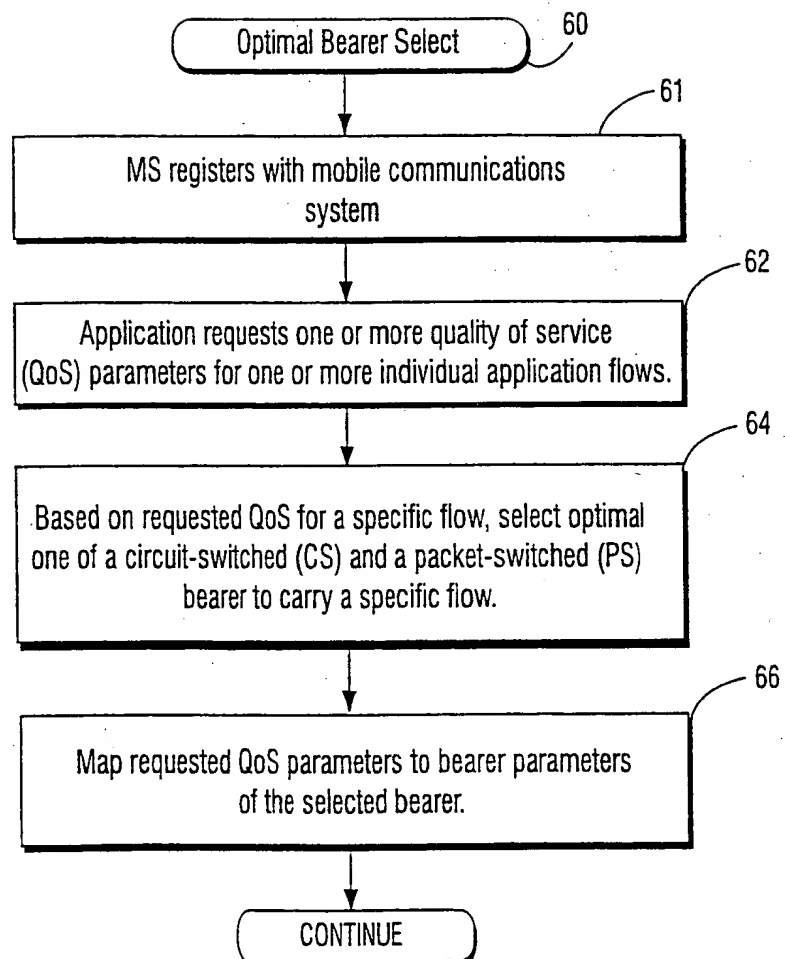 Optimal Bearer Select
60
61
MS registers with mobile communications
system
62
Application requests one or more quality of service
(QoS) parameters for one or more individual application flows.
64
Based on requested QoS for a specific flow, select optimal
one of a circuit-switched (CS) and a packet-switched (PS)
bearer to carry a specific flow.
66
Map requested QoS parameters to bearer parameters
of the selected bearer.
CONTINUE